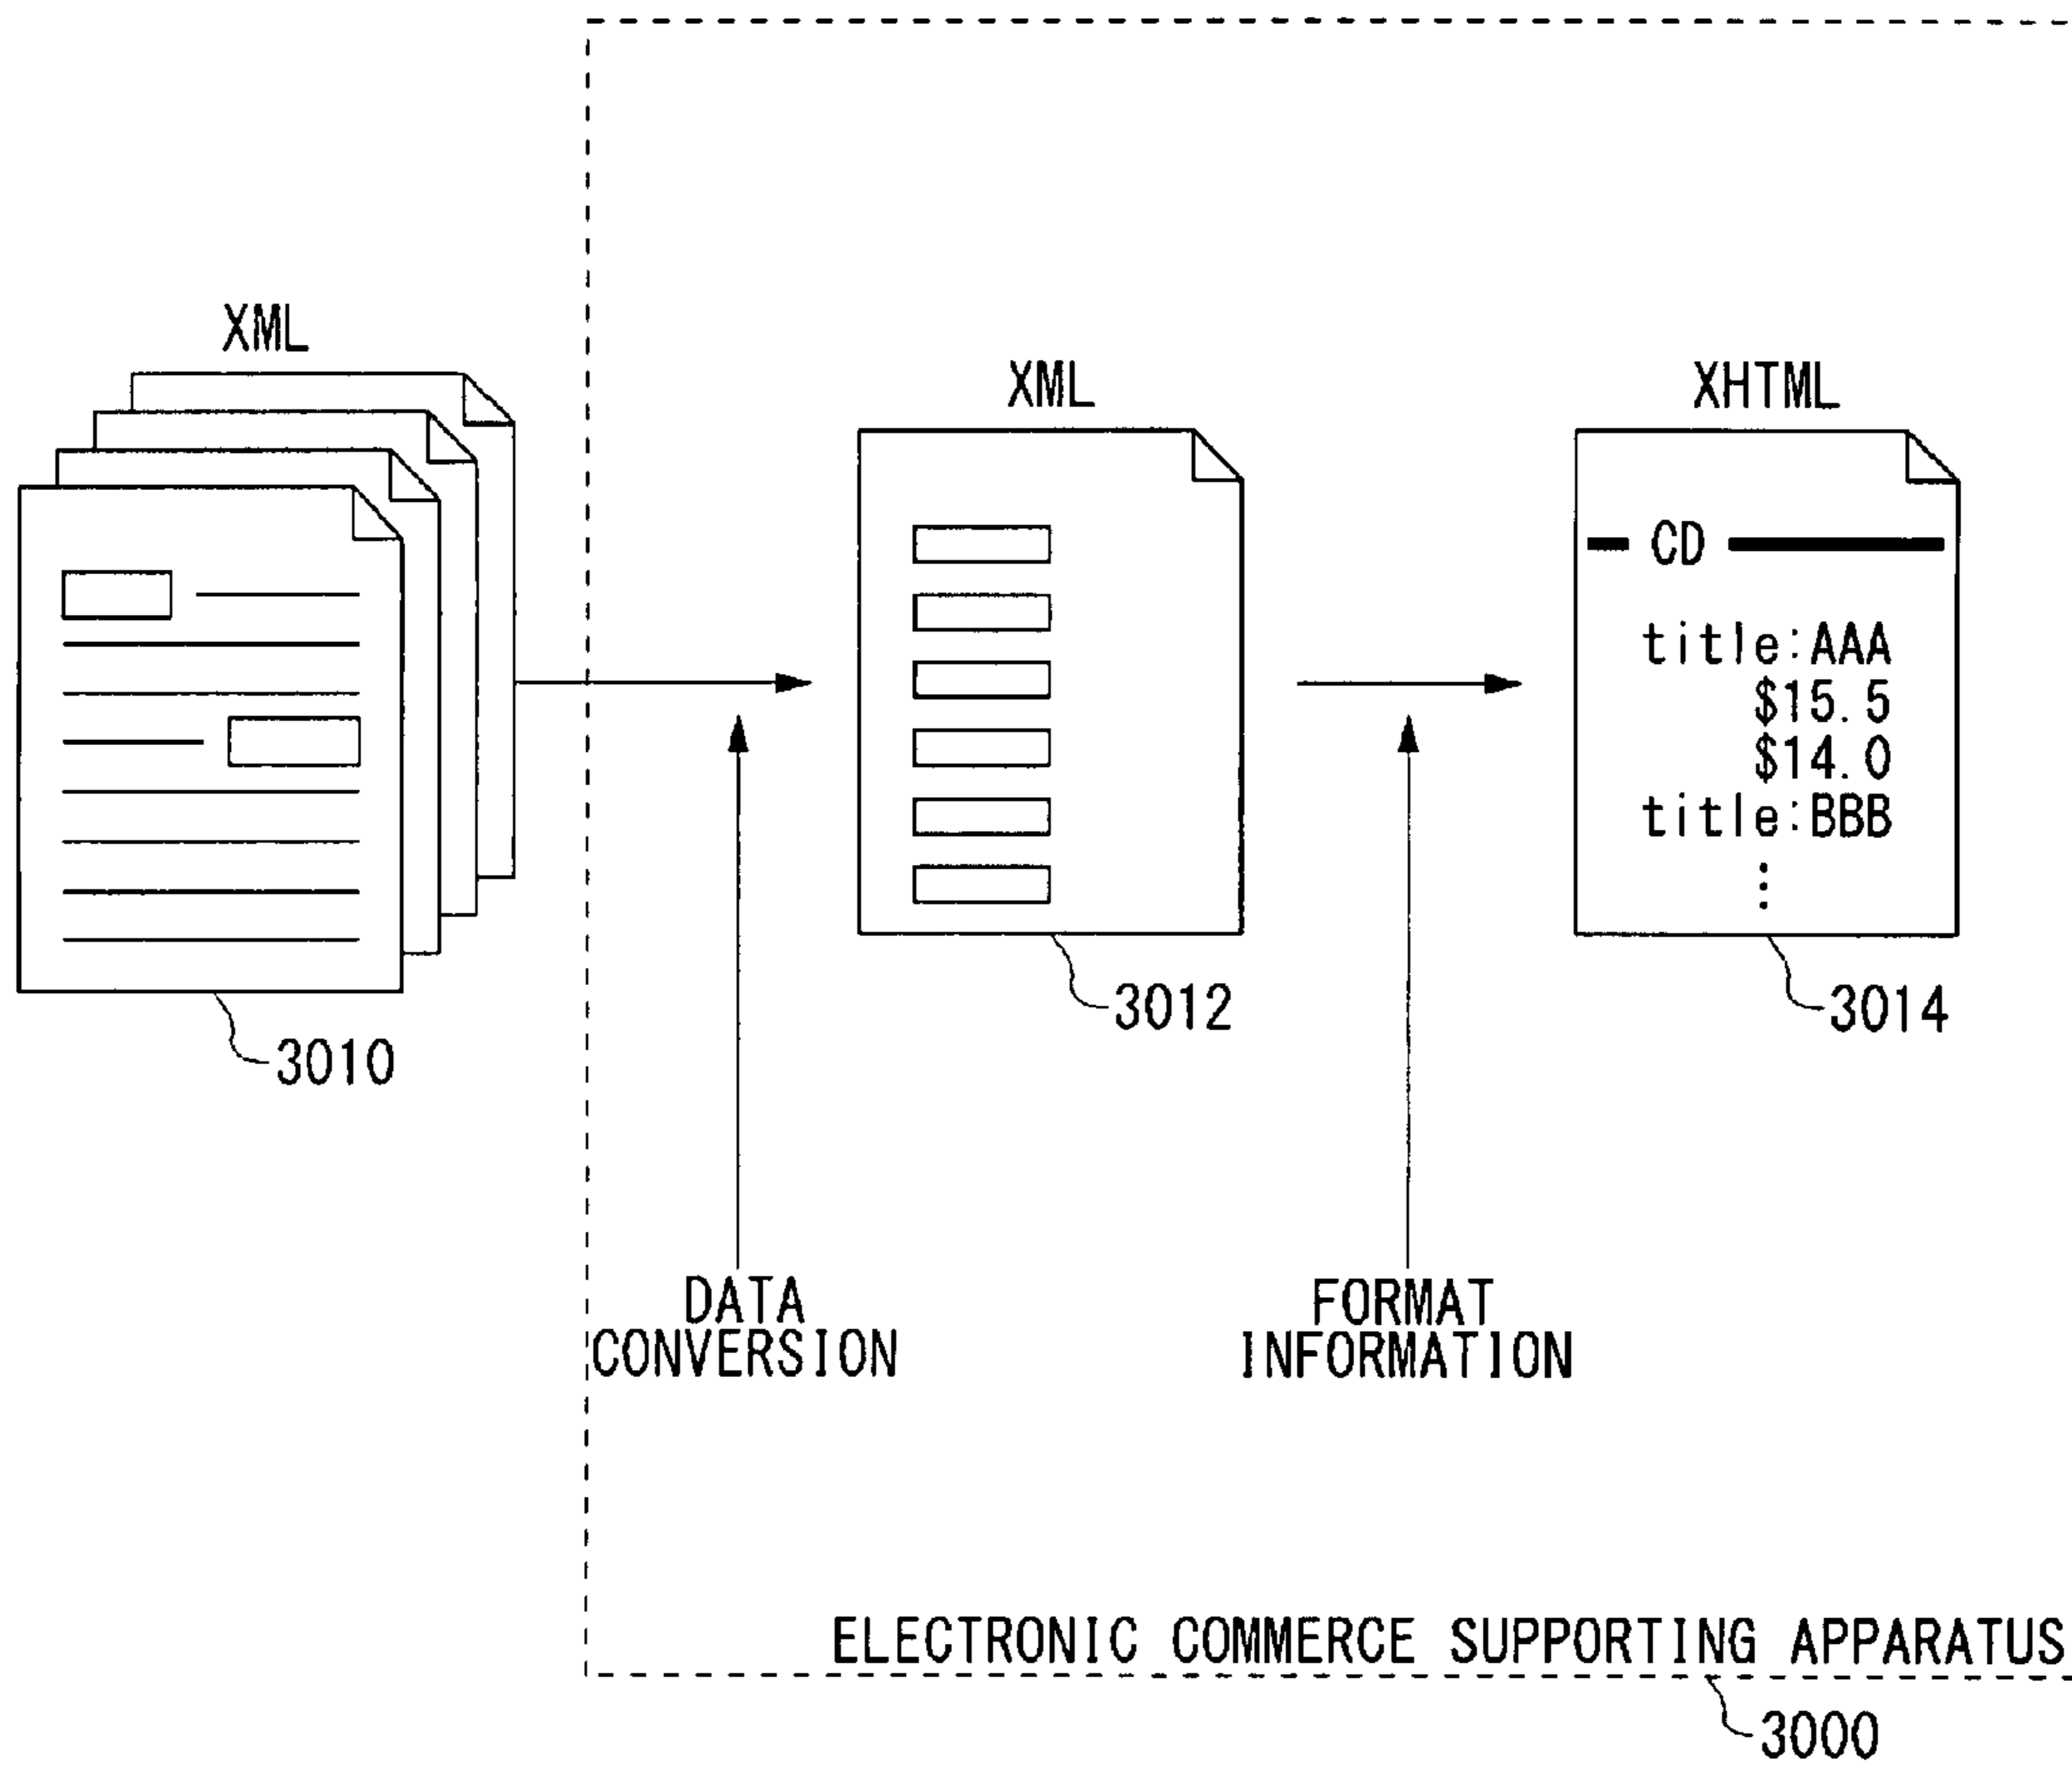 XML
XML
XHTML
CD
title:AAA
$15.5
$14.0
title:BBB
3010
3012
3014
DATA
CONVERSION
FORMAT
INFORMATION
ELECTRONIC COMMERCE SUPPORTING APPARATUS
3000